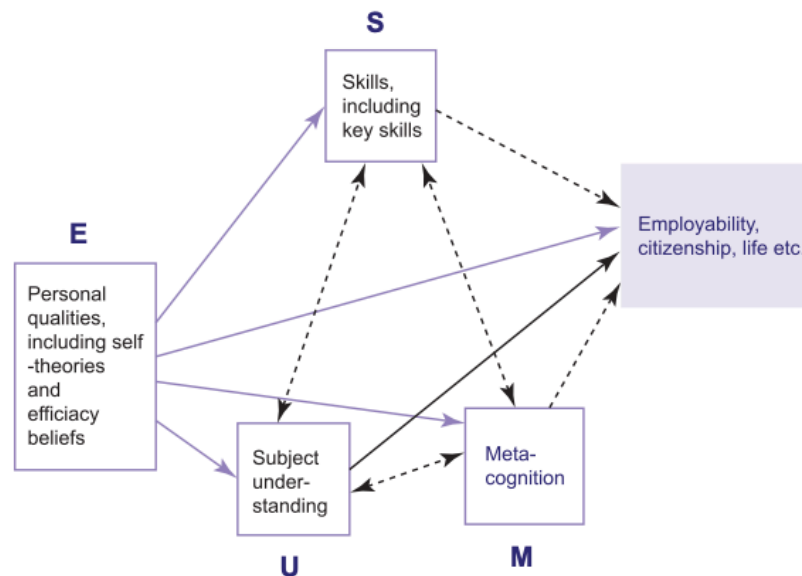 S
Skills,
including
key skills
Employability,
citizenship, life etc.
E
Personal
qualities,
including self
-theories
and
efficiacy
beliefs
Subject
under-
standing
Meta-
cognition
U
M